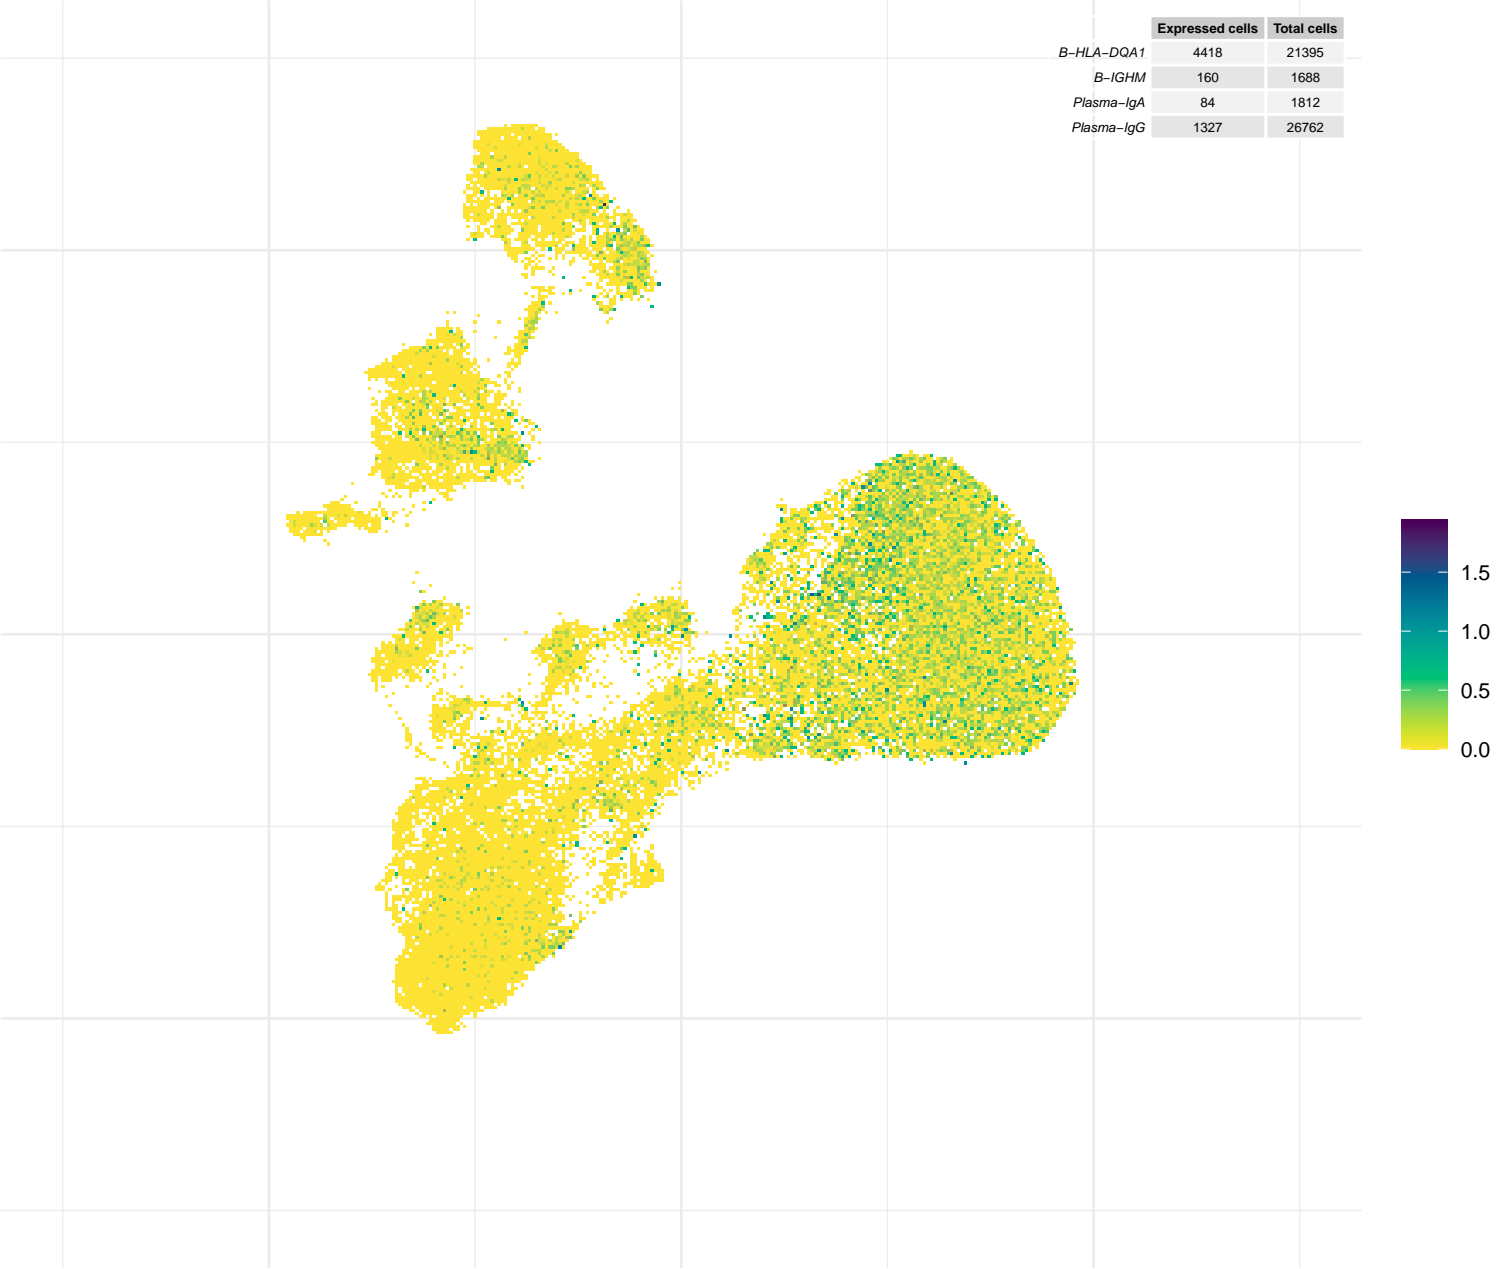 Expressed cells Total cells
B−HLA−DQA1 4418 21395
B−IGHM 160 1688
Plasma−IgA 84 1812
Plasma−IgG 1327 26762
1.5
1.0
0.5
0.0